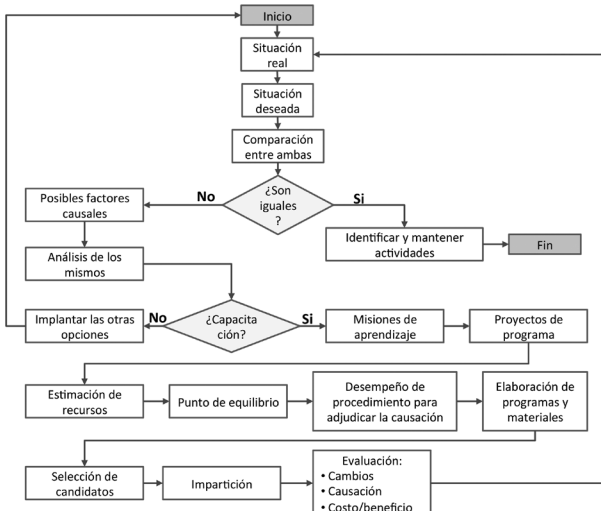 Inicio
Situación
real
Situación
deseada
Comparación
entre ambas
¿Son
iguales
?
No
Si
Posibles factores
causales
Identificar y mantener
actividades
Fin
Análisis de los
mismos
Implantar las otras
opciones
No
¿Capacita
ción?
Si
Misiones de
aprendizaje
Proyectos de
programa
Estimación de
recursos
Punto de equilibrio
Desempeño de
procedimiento para
adjudicar la causación
Elaboración de
programas y
materiales
Selección de
candidatos
Impartición
Evaluación:
• Cambios
• Causación
• Costo/beneficio